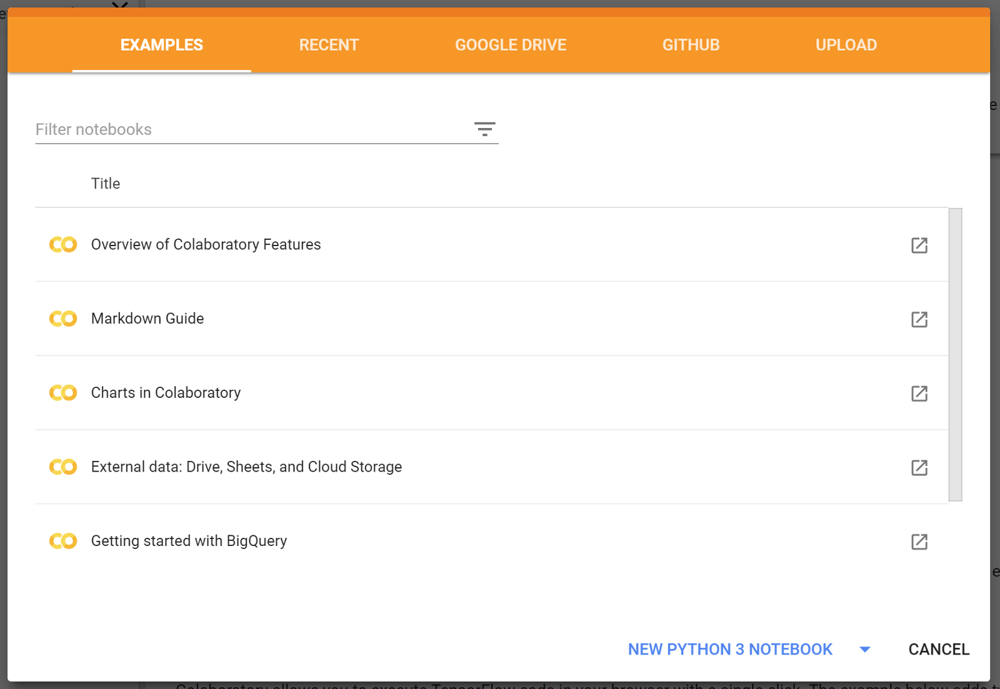 EXAMPLES RECENT GOOGLE DRIVE GITHUB UPLOAD
Filter notebooks
Title
Overview of Colaboratory Features
Markdown Guide
Charts in Colaboratory
External data: Drive, Sheets, and Cloud Storage
Getting started with BigQuery
NEW PYTHON 3 NOTEBOOK CANCEL
Colaboratory allows you to execute TensorFlow code in your browser with a single click. The example below adds